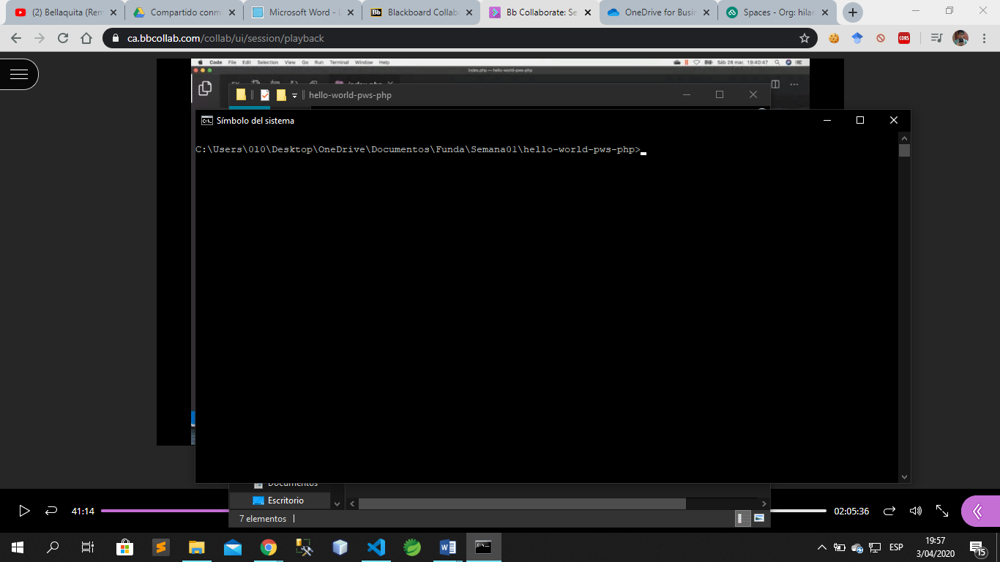 (2) Bellaquita (Rem
Compartido conm
Microsoft Word - L
Blackboard Collab
Bb Collaborate: Se
OneDrive for Busin
Spaces - Org: hilar
ca.bbcollab.com/collab/ui/session/playback
CORS
Code File Edit Selection View Go Run Terminal Window Help
Sáb 28 mar. 19:40:47
index.php — hello-world-pws-php
hello-world-pws-php
Símbolo del sistema
C:\Users\010\Desktop\OneDrive\Documentos\Funda\Semana01\hello-world-pws-php>
Documentos
Escritorio
7 elementos
41:14
02:05:36
ESP
19:57
3/04/2020
15